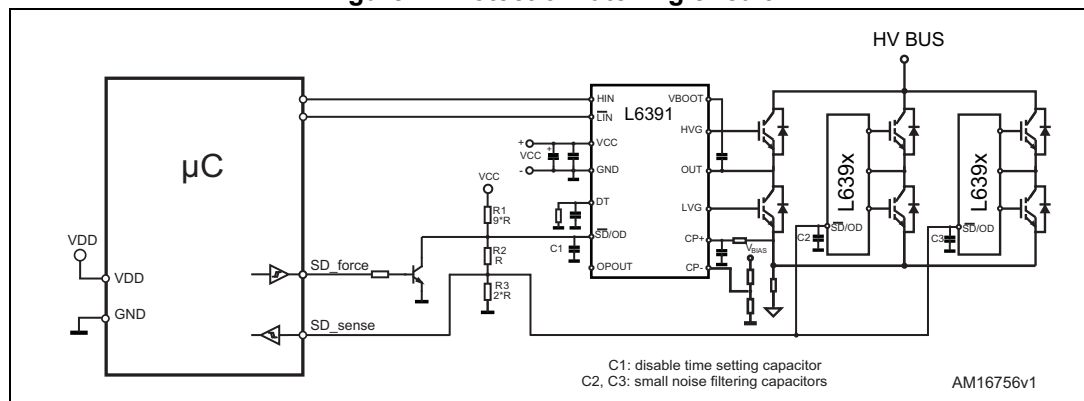 HV BUS
µC
VDD
VDD
GND
SD_force
SD_sense
VCC
R1
9*R
R2
R
R3
2*R
+
VCC
-
+
C1
L6391
HIN
LIN
VCC
GND
DT
SD/OD
OPOUT
VBOOT
HVG
OUT
LVG
CP+
CP-
VBIAS
L639x
SD/OD
C2
L639x
SD/OD
C3
C1: disable time setting capacitor
C2, C3: small noise filtering capacitors
AM16756v1